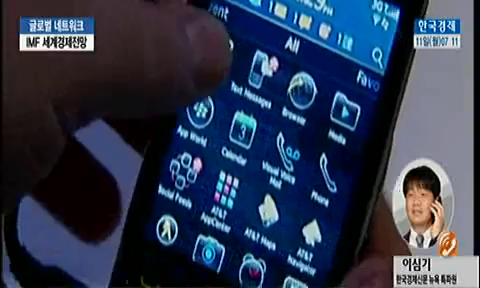 글로벌 네트워크
IMF 세계경제전망
한국경제
11일(월)07 11
All
Favo
Text Messages
Browser
Media
App World
Calendar
Visual Voice
Mail
Phone
Social Feeds
AT&T
AppCenter
AT&T Maps
AT&T
Navigator
이심기
한국경제신문 뉴욕 특파원